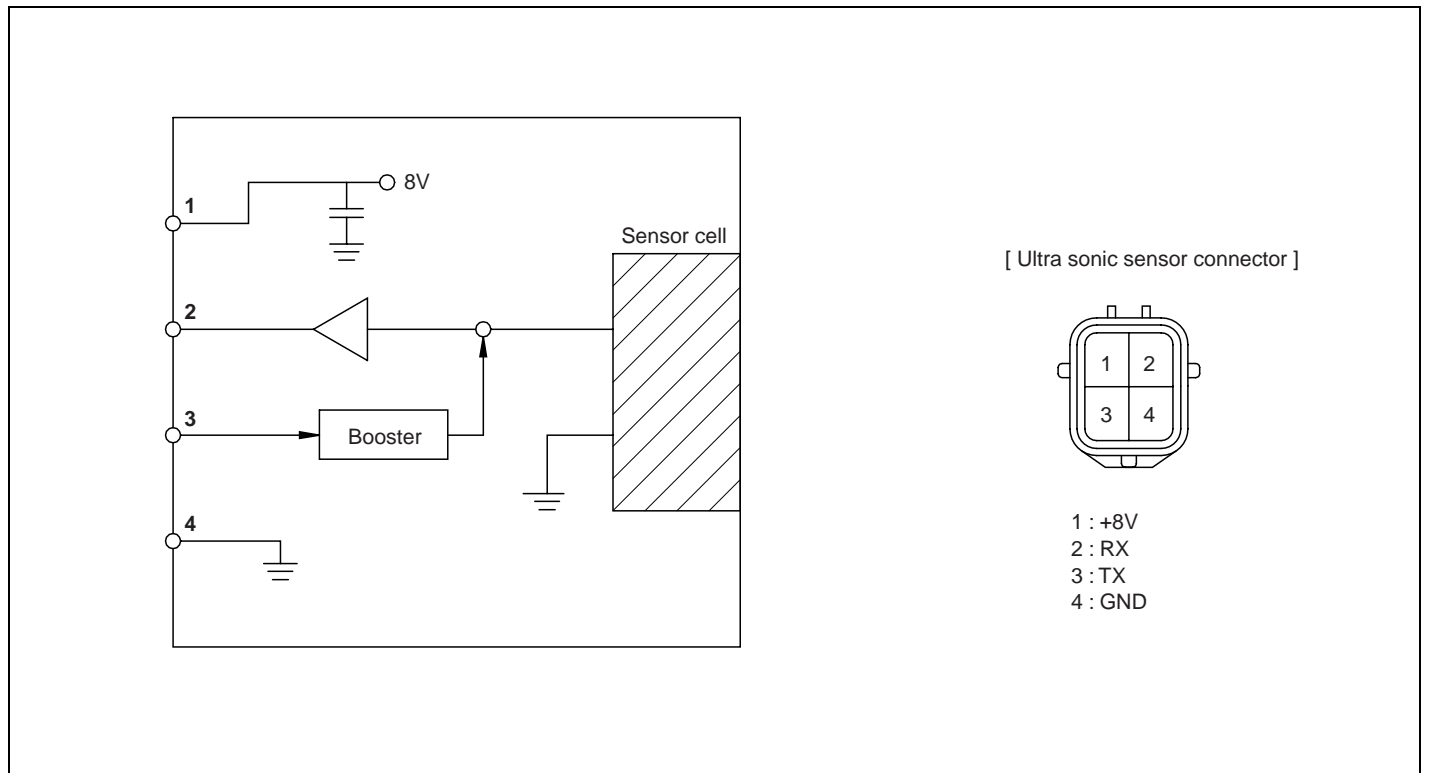 1
8V
Sensor cell
2
3
Booster
4
[ Ultra sonic sensor connector ]
1 2
3 4
1 : +8V
2 : RX
3 : TX
4 : GND